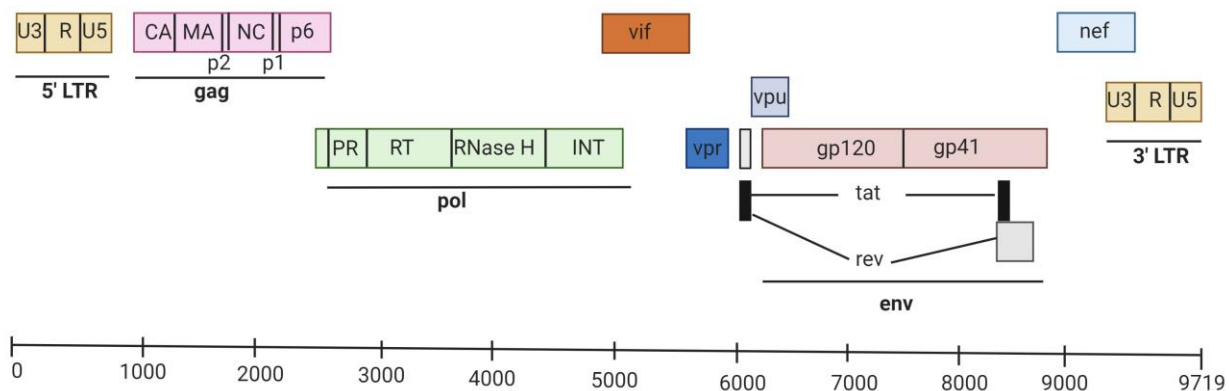 U3 R U5 CA MA NC p6 vif nef
p2 p1
5' LTR gag
vpu
U3 R U5
PR RT RNase H INT vpr gp120 gp41
3' LTR
pol
tat
rev
env
0 1000 2000 3000 4000 5000 6000 7000 8000 9000 9719